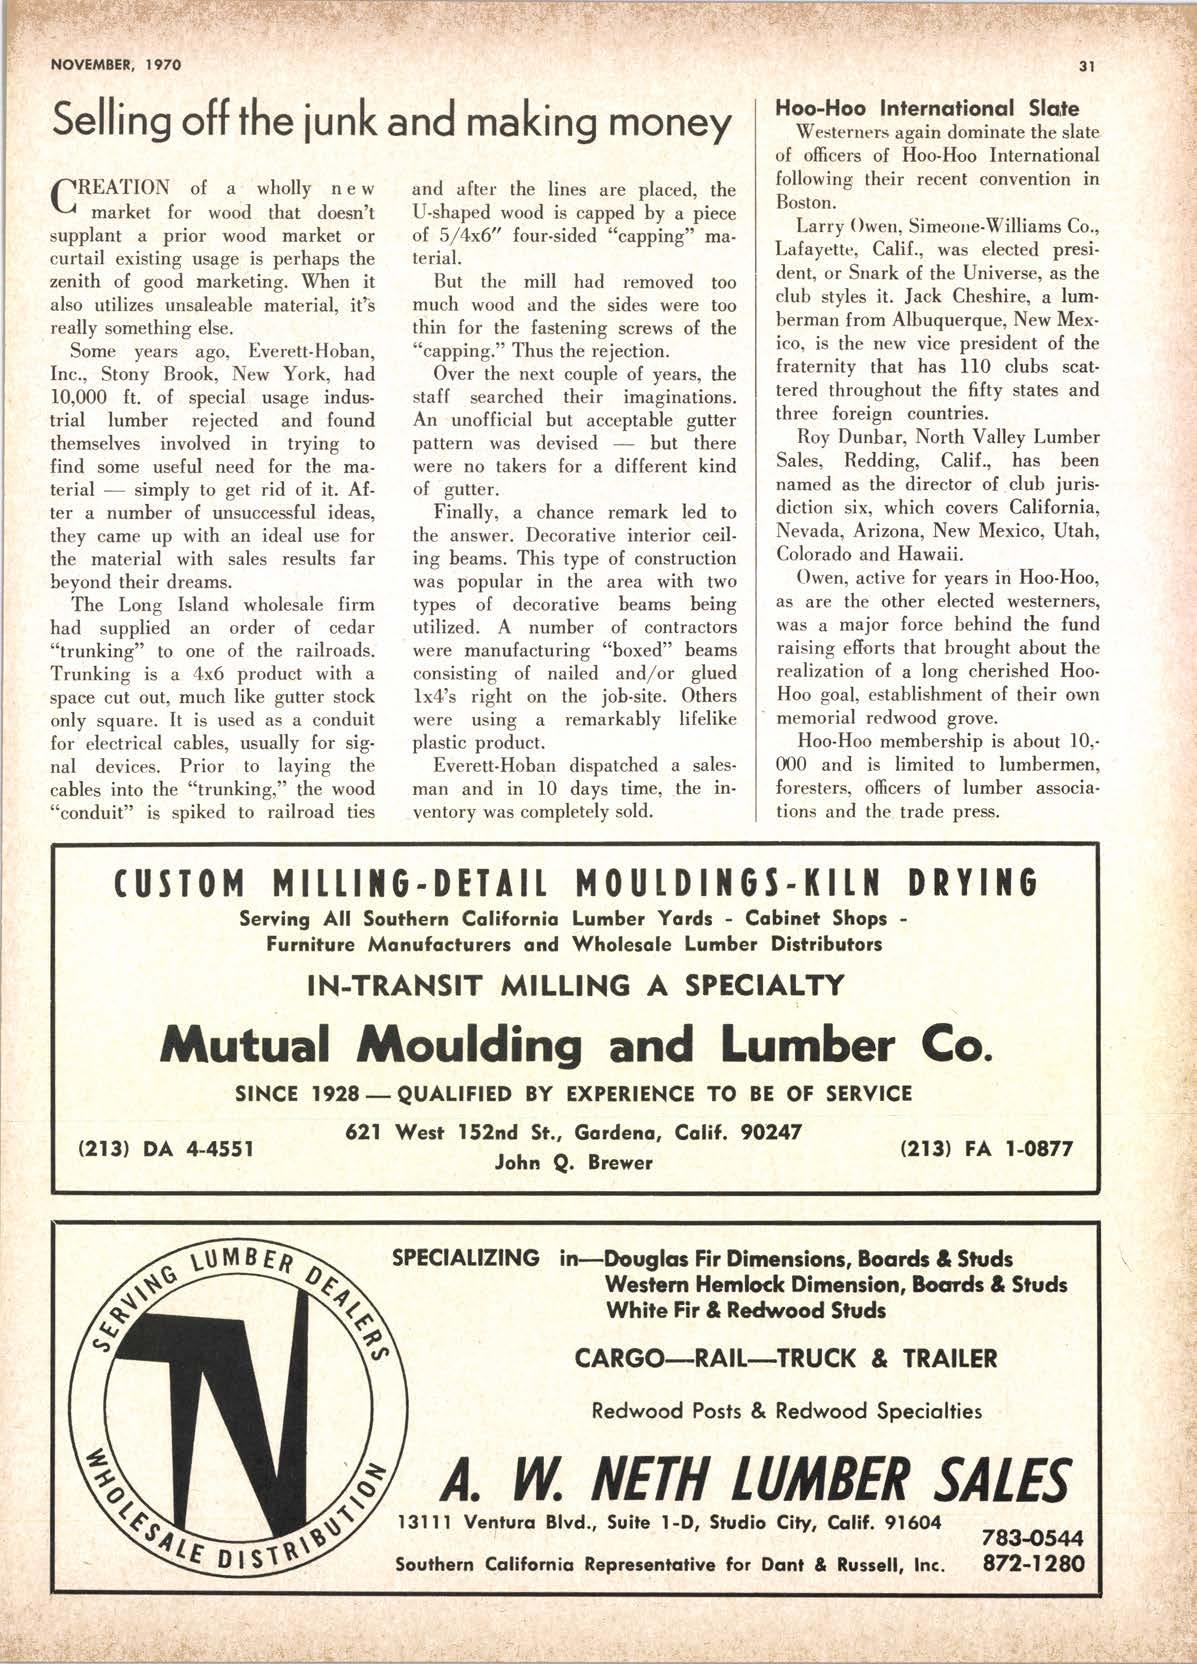 NOVEMBER, 1970
31
Selling off the junk and making money
CREATION of a wholly new
market for wood that doesn't
supplant a prior wood market or
curtail existing usage is perhaps the
zenith of good marketing. When it
also utilizes unsaleable material, it's
really something else.
Some years ago, Everett-Hoban,
Inc., Stony Brook, New York, had
10,000 ft. of special usage indus-
trial lumber rejected and found
themselves involved in trying to
find some useful need for the ma-
terial — simply to get rid of it. Af-
ter a number of unsuccessful ideas,
they came up with an ideal use for
the material with sales results far
beyond their dreams.
The Long Island wholesale firm
had supplied an order of cedar
"trunking" to one of the railroads.
Trunking is a 4x6 product with a
space cut out, much like gutter stock
only square. It is used as a conduit
for electrical cables, usually for sig-
nal devices. Prior to laying the
cables into the "trunking," the wood
"conduit" is spiked to railroad ties
and after the lines are placed, the
U-shaped wood is capped by a piece
of 5/4x6" four-sided "capping" ma-
terial.
But the mill had removed too
much wood and the sides were too
thin for the fastening screws of the
"capping." Thus the rejection.
Over the next couple of years, the
staff searched their imaginations.
An unofficial but acceptable gutter
pattern was devised — but there
were no takers for a different kind
of gutter.
Finally, a chance remark led to
the answer. Decorative interior ceil-
ing beams. This type of construction
was popular in the area with two
types of decorative beams being
utilized. A number of contractors
were manufacturing "boxed" beams
consisting of nailed and/or glued
1x4's right on the job-site. Others
were using a remarkably lifelike
plastic product.
Everett-Hoban dispatched a sales-
man and in 10 days time, the in-
ventory was completely sold.
Hoo-Hoo International Slate
Westerners again dominate the slate
of officers of Hoo-Hoo International
following their recent convention in
Boston.
Larry Owen, Simeone-Williams Co.,
Lafayette, Calif., was elected presi-
dent, or Snark of the Universe, as the
club styles it. Jack Cheshire, a lum-
berman from Albuquerque, New Mex-
ico, is the new vice president of the
fraternity that has 110 clubs scat-
tered throughout the fifty states and
three foreign countries.
Roy Dunbar, North Valley Lumber
Sales, Redding, Calif., has been
named as the director of club juris-
diction six, which covers California,
Nevada, Arizona, New Mexico, Utah,
Colorado and Hawaii.
Owen, active for years in Hoo-Hoo,
as are the other elected westerners,
was a major force behind the fund
raising efforts that brought about the
realization of a long cherished Hoo-
Hoo goal, establishment of their own
memorial redwood grove.
Hoo-Hoo membership is about 10,-
000 and is limited to lumbermen,
foresters, officers of lumber associa-
tions and the trade press.
CUSTOM MILLING-DETAIL MOULDINGS-KILN DRYING
Serving All Southern California Lumber Yards - Cabinet Shops -
Furniture Manufacturers and Wholesale Lumber Distributors
IN-TRANSIT MILLING A SPECIALTY
Mutual Moulding and Lumber Co.
SINCE 1928 — QUALIFIED BY EXPERIENCE TO BE OF SERVICE
(213) DA 4-4551
621 West 152nd St., Gardena, Calif. 90247
John Q. Brewer
(213) FA 1-0877
SERVING LUMBER DEALERS
WHOLESALE DISTRIBUTION
SPECIALIZING in—Douglas Fir Dimensions, Boards & Studs
Western Hemlock Dimension, Boards & Studs
White Fir & Redwood Studs
CARGO—RAIL—TRUCK & TRAILER
Redwood Posts & Redwood Specialties
A. W. NETH LUMBER SALES
13111 Ventura Blvd., Suite 1-D, Studio City, Calif. 91604
783-0544
Southern California Representative for Dant & Russell, Inc.
872-1280